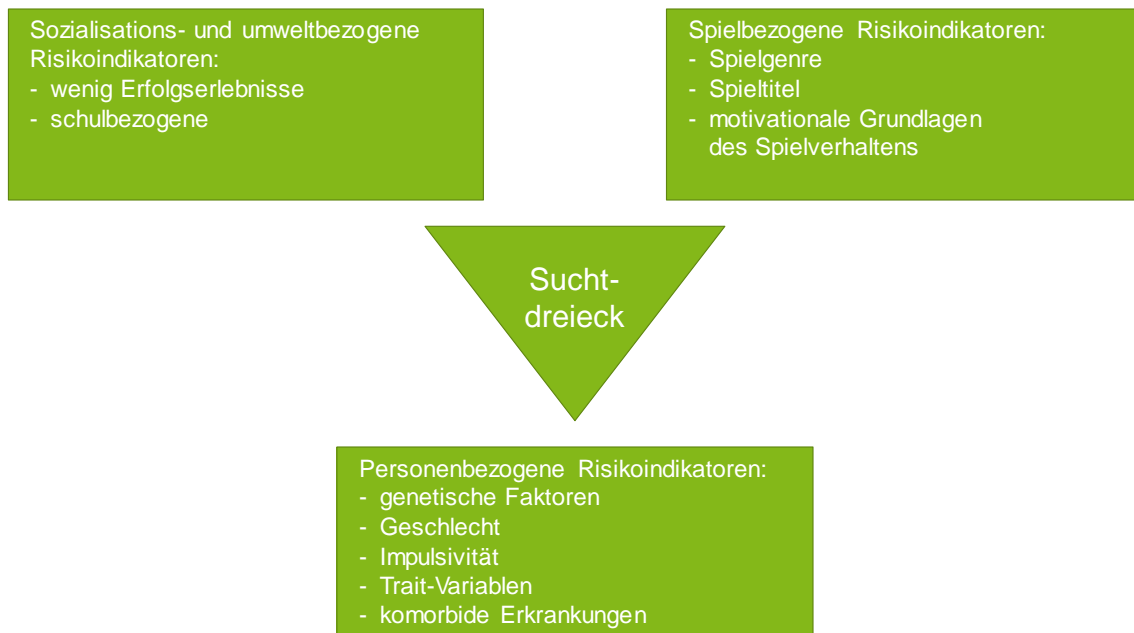 Sozialisations- und umweltbezogene
Risikoindikatoren:
- wenig Erfolgserlebnisse
- schulbezogene
Spielbezogene Risikoindikatoren:
- Spielgenre
- Spieltitel
- motivationale Grundlagen
des Spielverhaltens
Sucht-
dreieck
Personenbezogene Risikoindikatoren:
- genetische Faktoren
- Geschlecht
- Impulsivität
- Trait-Variablen
- komorbide Erkrankungen